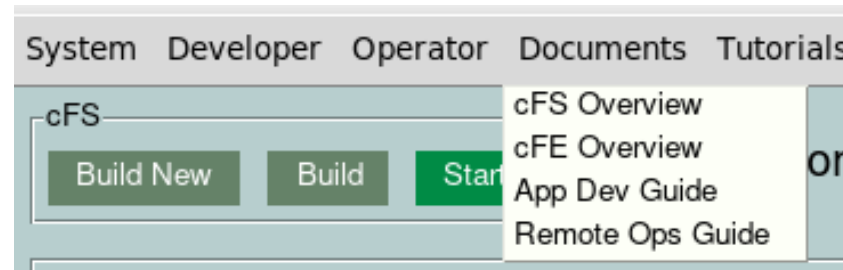 System Developer Operator Documents Tutorials
cFS
cFS Overview
cFE Overview
App Dev Guide
Remote Ops Guide
Build New Build Start